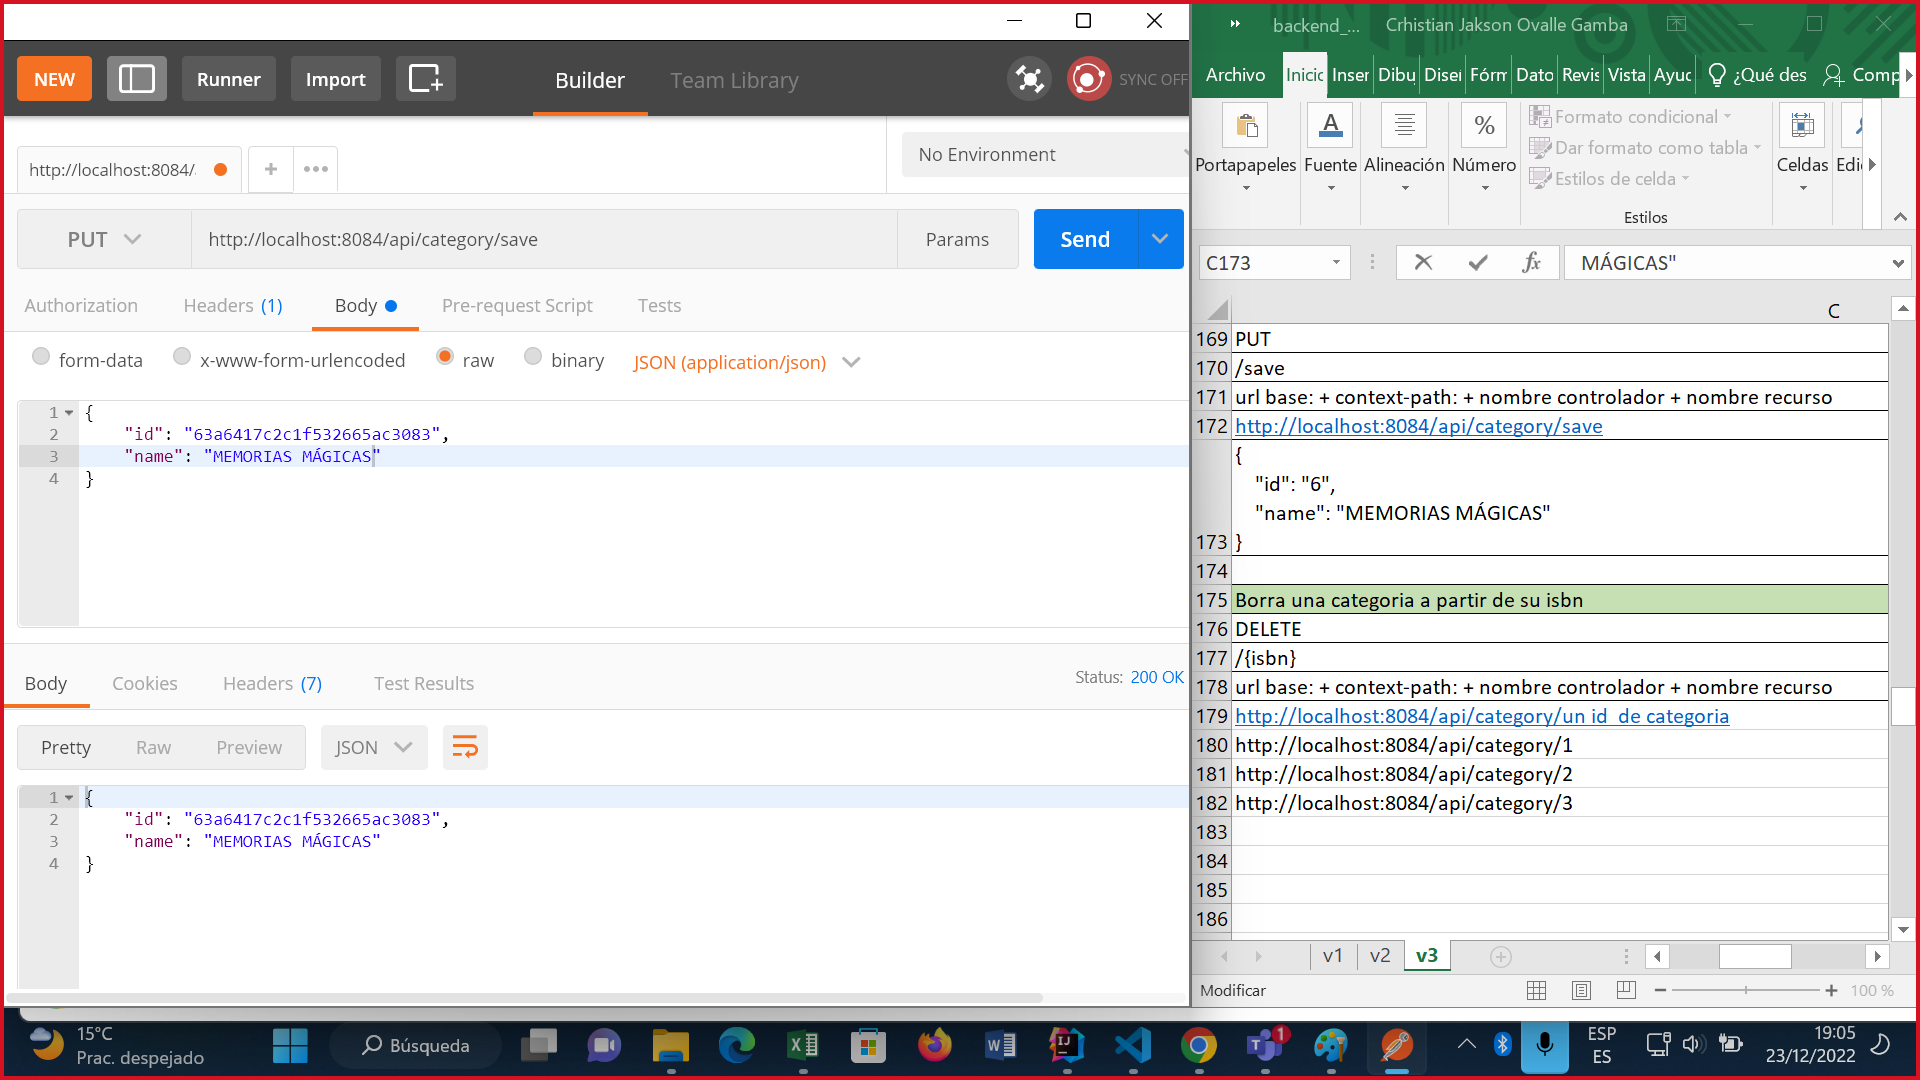 NEW
Runner
Import
Builder
Team Library
SYNC OFF
http://localhost:8084/
No Environment
PUT
http://localhost:8084/api/category/save
Params
Send
Authorization
Headers (1)
Body
Pre-request Script
Tests
form-data
x-www-form-urlencoded
raw
binary
JSON (application/json)
1 {
2 "id": "63a6417c2c1f532665ac3083",
3 "name": "MEMORIAS MÁGICAS"
4 }
Body
Cookies
Headers (7)
Test Results
Status: 200 OK
Pretty
Raw
Preview
JSON
1 {
2 "id": "63a6417c2c1f532665ac3083",
3 "name": "MEMORIAS MÁGICAS"
4 }
backend_...
Crhistian Jakson Ovalle Gamba
Archivo
Inicio
Inser
Dibu
Disei
Fórm
Dato
Revis
Vista
Ayuc
¿Qué des
Comp
Portapapeles
Fuente
Alineación
Número
Formato condicional
Dar formato como tabla
Estilos de celda
Estilos
Celdas
Edic
C173
fx
MÁGICAS"
C
169 PUT
170 /save
171 url base: + context-path: + nombre controlador + nombre recurso
172 http://localhost:8084/api/category/save
{
"id": "6",
"name": "MEMORIAS MÁGICAS"
173 }
174
175 Borra una categoria a partir de su isbn
176 DELETE
177 /{isbn}
178 url base: + context-path: + nombre controlador + nombre recurso
179 http://localhost:8084/api/category/un id de categoria
180 http://localhost:8084/api/category/1
181 http://localhost:8084/api/category/2
182 http://localhost:8084/api/category/3
183
184
185
186
v1
v2
v3
Modificar
100 %
15°C
Prac. despejado
Búsqueda
1
ESP
ES
19:05
23/12/2022